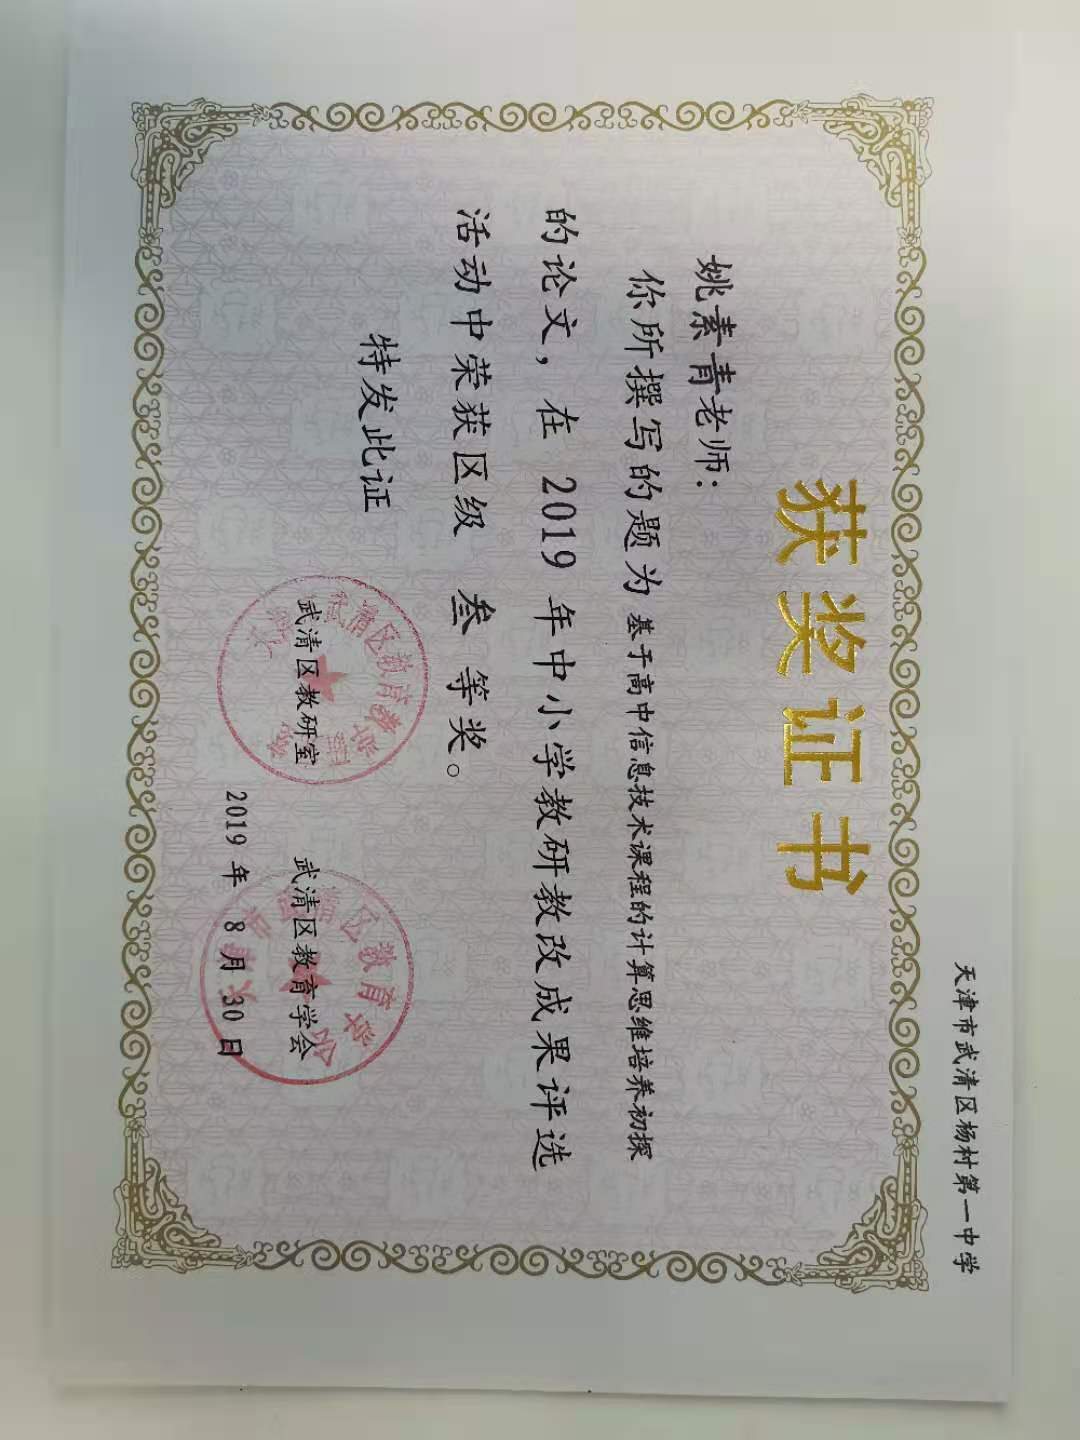 天津市武清区杨村第一中学
获奖证书
姚素青老师：
你所撰写的题为 基于高中信息技术课程的计算思维培养初探
的论文，在 2019 年中小学教研教改成果评选
活动中荣获区级 叁 等奖。
特发此证
武清区教研室 武清区教育学会
2019 年 8 月 30 日